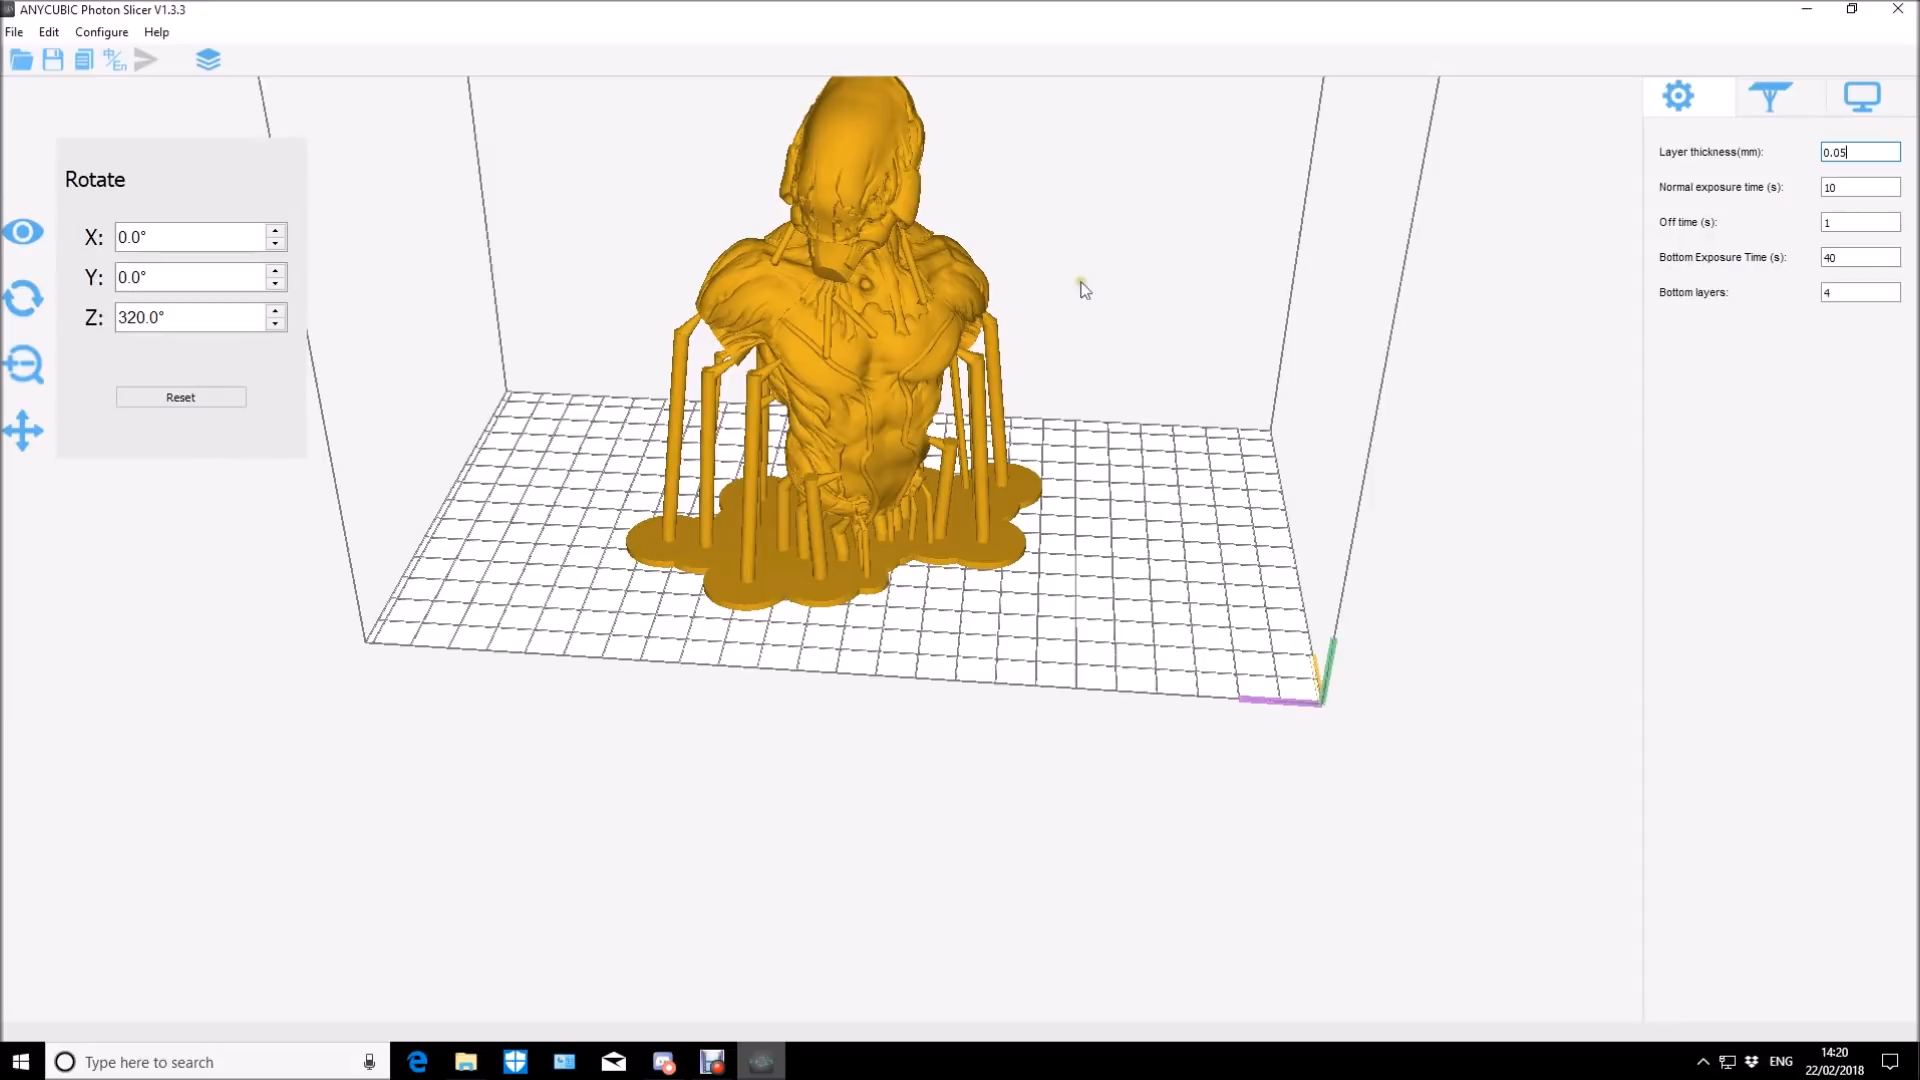 ANYCUBIC Photon Slicer V1.3.3
File Edit Configure Help
中/En
Rotate
X: 0.0°
Y: 0.0°
Z: 320.0°
Reset
Layer thickness(mm): 0.05
Normal exposure time (s): 10
Off time (s): 1
Bottom Exposure Time (s): 40
Bottom layers: 4
Type here to search
ENG
14:20
22/02/2018